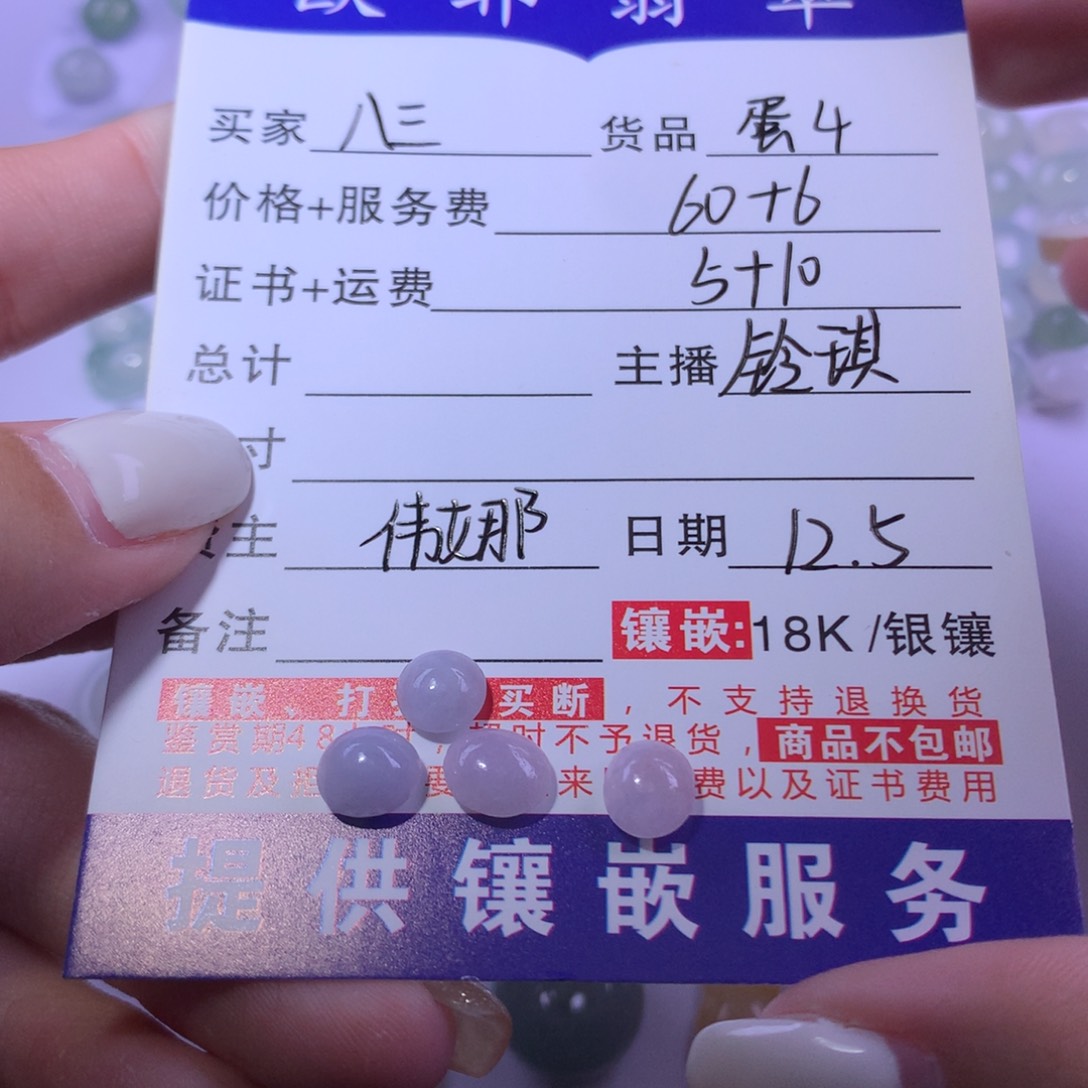 翡翠
买家 八三 货品 蛋4
价格+服务费 60+6
证书+运费 5+10
总计 主播 铃琪
寸
主 日期 12.5
备注 镶嵌:18K /银镶
镶嵌、打 买断，不支持退换货
鉴赏期48 时，时不予退货，商品不包邮
退货及 要 来 费以及证书费用
提供镶嵌服务